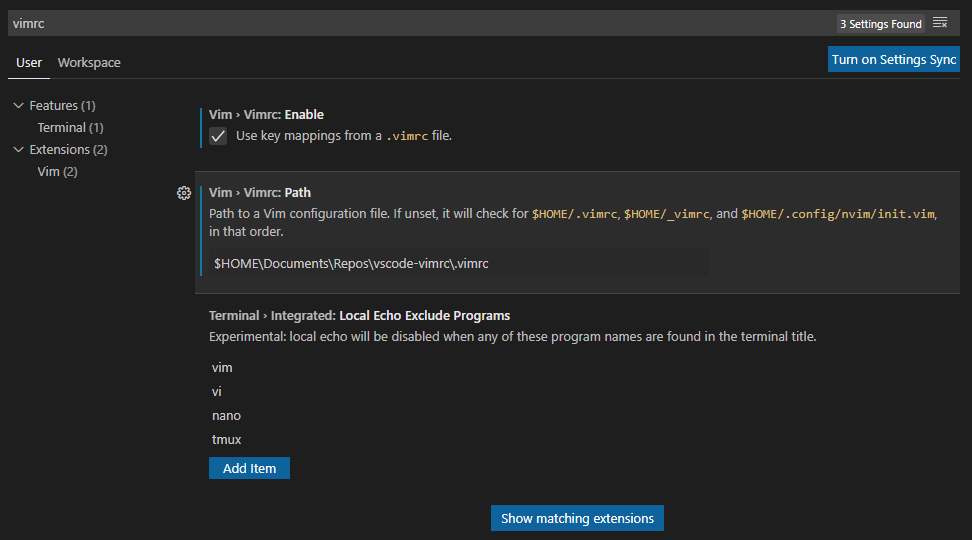 vimrc
3 Settings Found
User
Workspace
Turn on Settings Sync
Features (1)
Terminal (1)
Extensions (2)
Vim (2)
Vim › Vimrc: Enable
Use key mappings from a .vimrc file.
Vim › Vimrc: Path
Path to a Vim configuration file. If unset, it will check for $HOME/.vimrc, $HOME/_vimrc, and $HOME/.config/nvim/init.vim,
in that order.
$HOME\Documents\Repos\vscode-vimrc\.vimrc
Terminal › Integrated: Local Echo Exclude Programs
Experimental: local echo will be disabled when any of these program names are found in the terminal title.
vim
vi
nano
tmux
Add Item
Show matching extensions